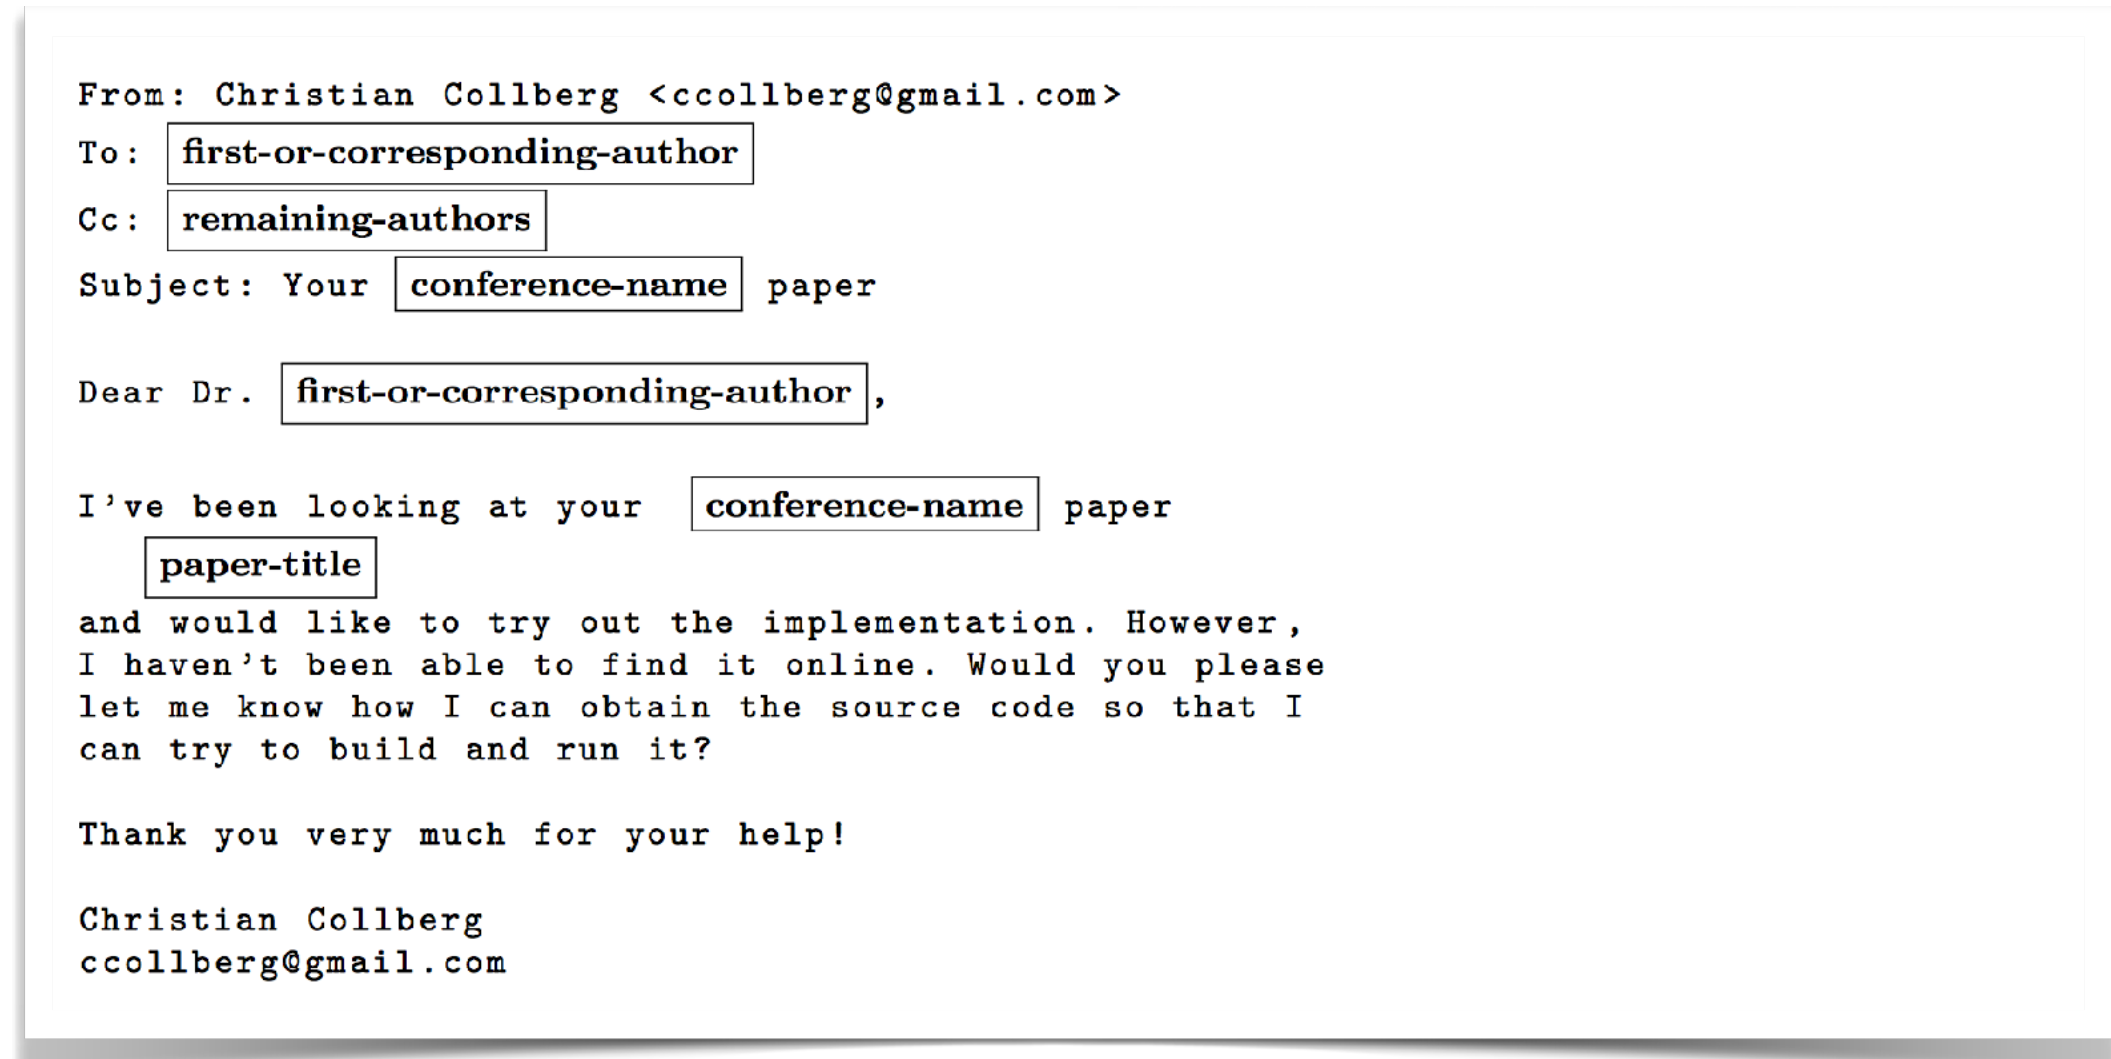 From: Christian Collberg <ccollberg@gmail.com>
To: first-or-corresponding-author
Cc: remaining-authors
Subject: Your conference-name paper
Dear Dr. first-or-corresponding-author,
I've been looking at your conference-name paper
paper-title
and would like to try out the implementation. However,
I haven't been able to find it online. Would you please
let me know how I can obtain the source code so that I
can try to build and run it?
Thank you very much for your help!
Christian Collberg
ccollberg@gmail.com